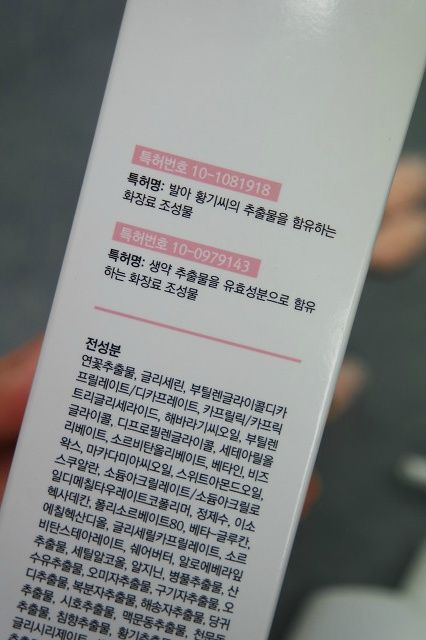 특허번호 10-1081918
특허명: 발아 황기씨의 추출물을 함유하는
화장료 조성물
특허번호 10-0979143
특허명: 생약 추출물을 유효성분으로 함유
하는 화장료 조성물
전성분
연꽃추출물, 글리세린, 부틸렌글라이콜디카
프릴레이트/디카프레이트, 카프릴릭/카프릭
트리글리세라이드, 해바라기씨오일, 부틸렌
글라이콜, 디프로필렌글라이콜, 세테아릴올
리베이트, 소르비탄올리베이트, 베타인, 비즈
왁스, 마카다미아씨오일, 스위트아몬드오일,
스쿠알란, 소듐아크릴레이트/소듐아크릴로
일디메칠타우레이트코폴리머, 정제수, 이소
헥사데칸, 폴리소르베이트80, 베타-글루칸,
에칠헥산디올, 글리세릴카프릴레이트, 소르
비탄스테아레이트, 쉐어버터, 알로에베라잎
추출물, 세틸알코올, 알지닌, 병풀추출물, 산
수유추출물, 오미자추출물, 구기자추출물, 오
디추출물, 복분자추출물, 해송자추출물, 당귀
추출물, 시호추출물, 맥문동추출물, 천문동
추출물, 침향추출물, 황기추출물,